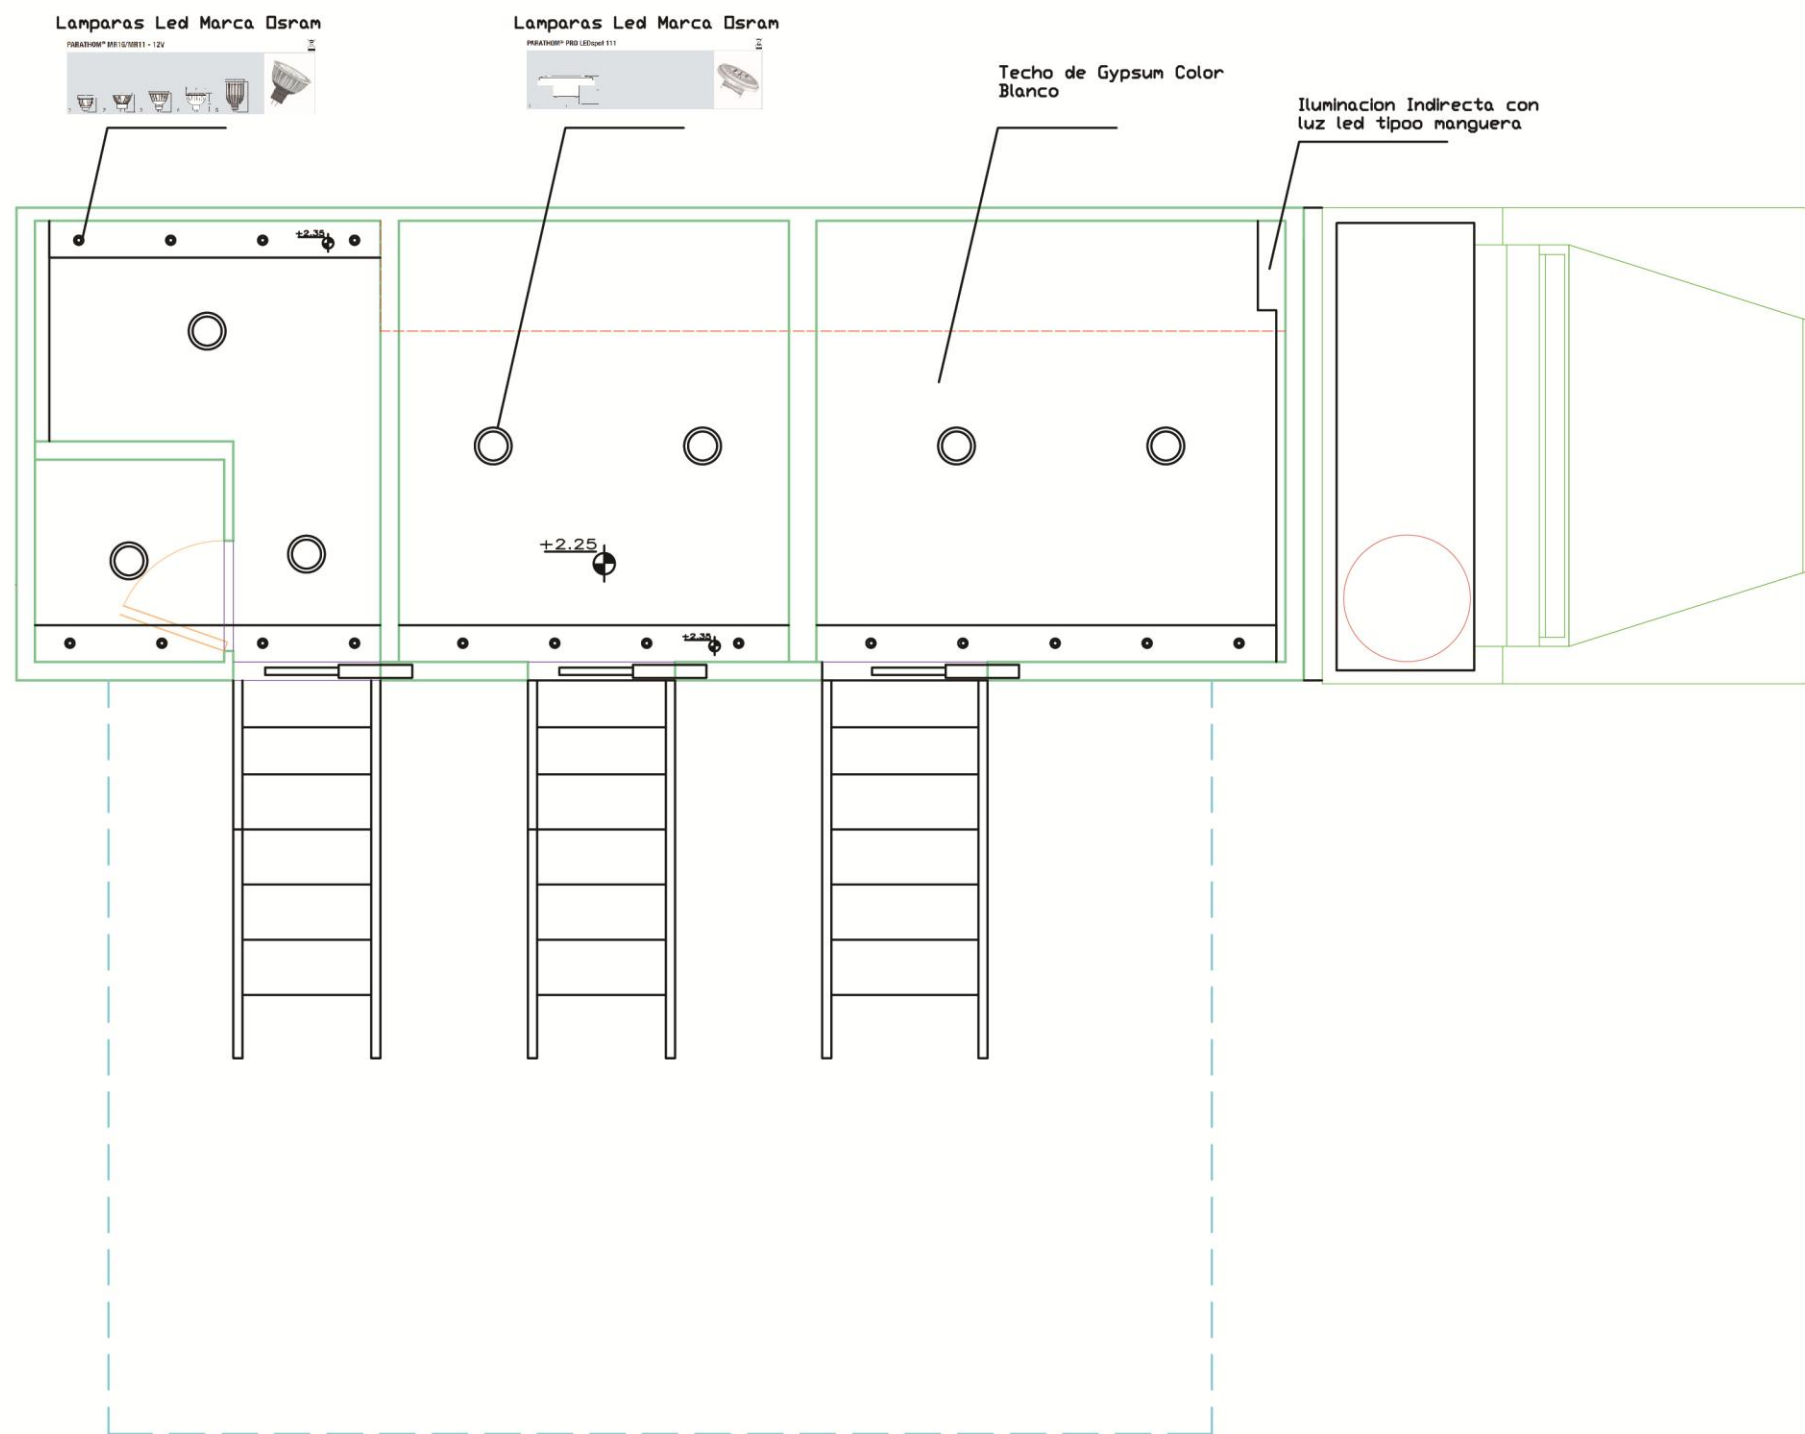 Lamparas Led Marca Osram
PARATHOM® MR16/MR11 - 12V
Lamparas Led Marca Osram
PARATHOM® PRO LEDspot 111
Techo de Gypsum Color
Blanco
Iluminacion Indirecta con
luz led tipoo manguera
+2.35
+2.25
+2.35